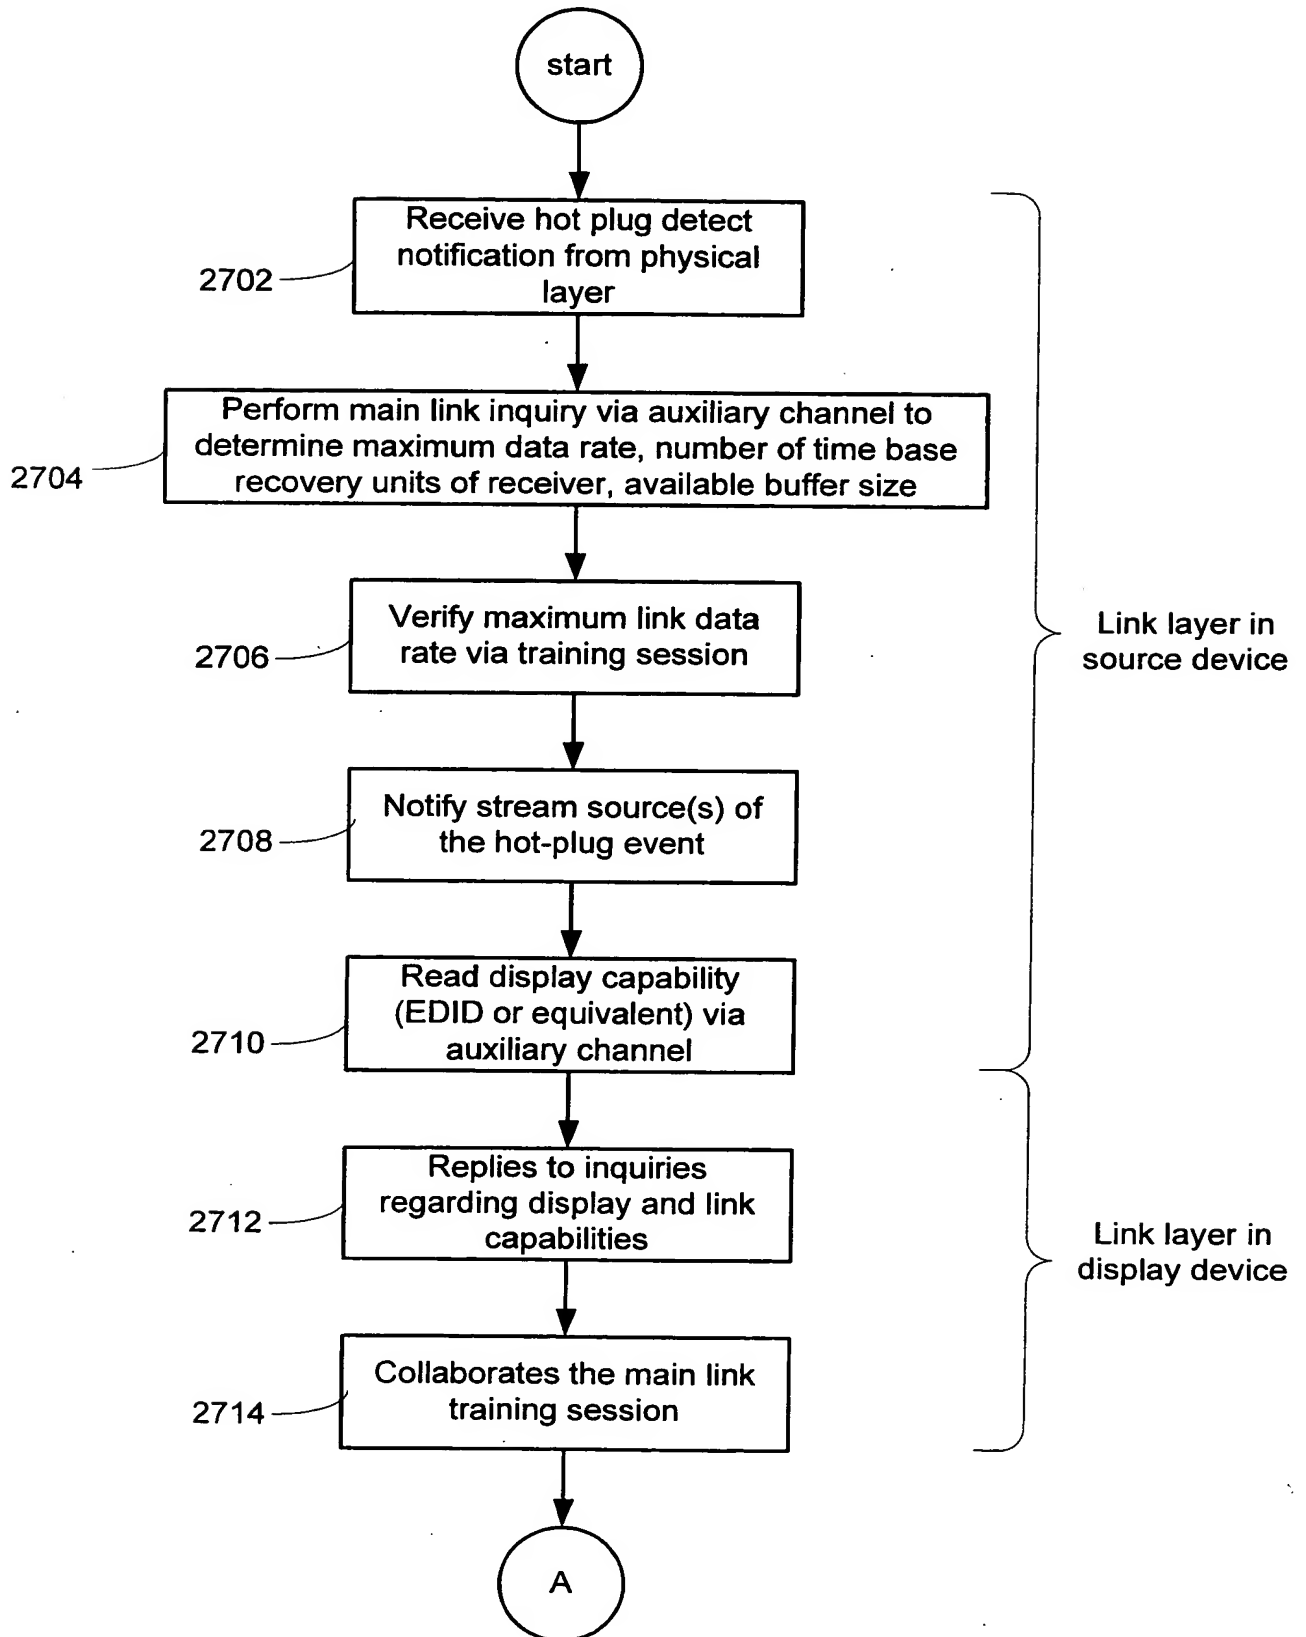 start
Receive hot plug detect
notification from physical
layer
2702
Perform main link inquiry via auxiliary channel to
determine maximum data rate, number of time base
recovery units of receiver, available buffer size
2704
Verify maximum link data
rate via training session
2706
Link layer in
source device
Notify stream source(s) of
the hot-plug event
2708
Read display capability
(EDID or equivalent) via
auxiliary channel
2710
Replies to inquiries
regarding display and link
capabilities
2712
Link layer in
display device
Collaborates the main link
training session
2714
A